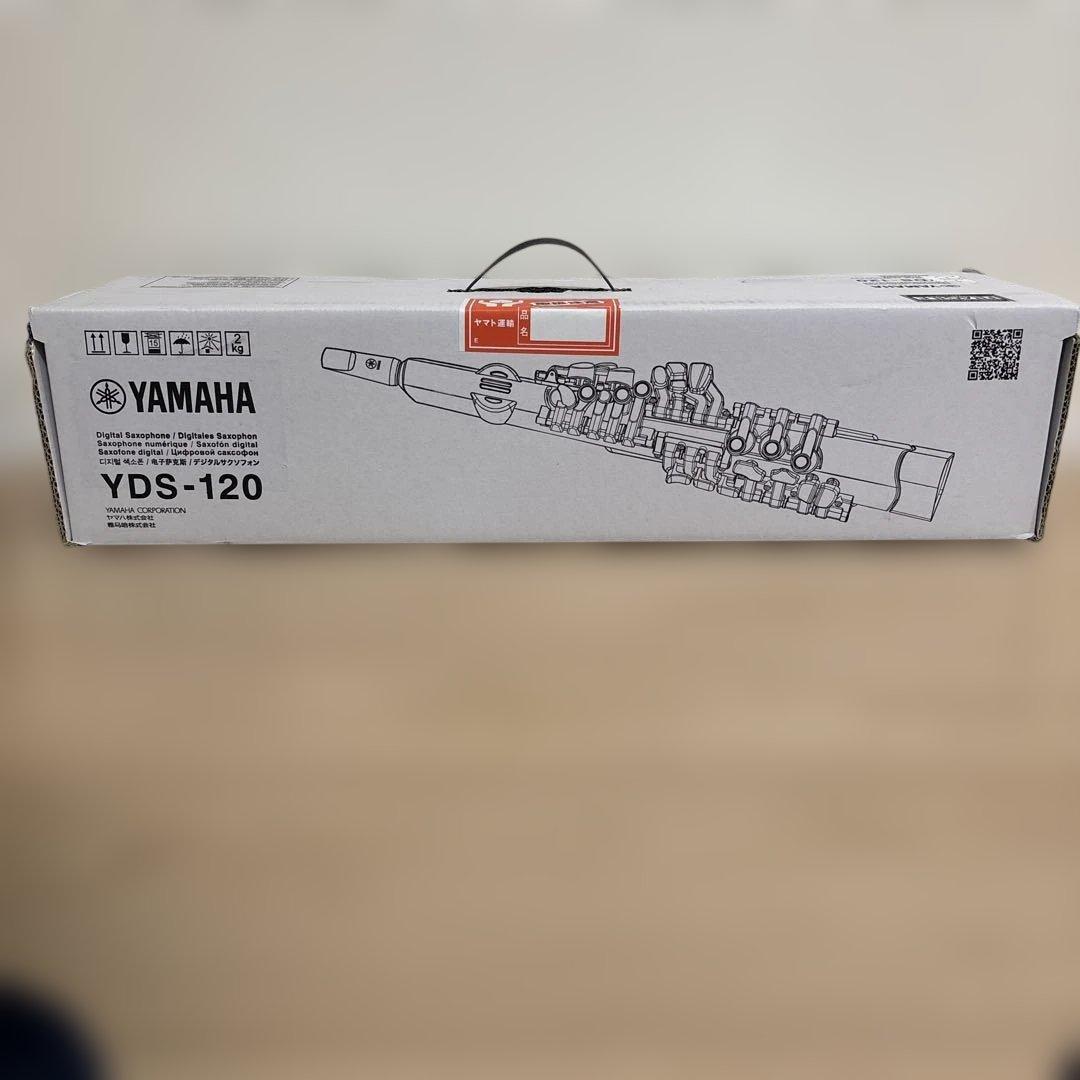 ヤマト運輸
品名
E
15
2
kg
YAMAHA
Digital Saxophone / Digitales Saxophon
Saxophone numérique / Saxofón digital
Saxofone digital / Цифровой саксофон
디지털 색소폰 / 电子萨克斯 / デジタルサクソフォン
YDS-120
YAMAHA CORPORATION
ヤマハ株式会社
雅马哈株式会社